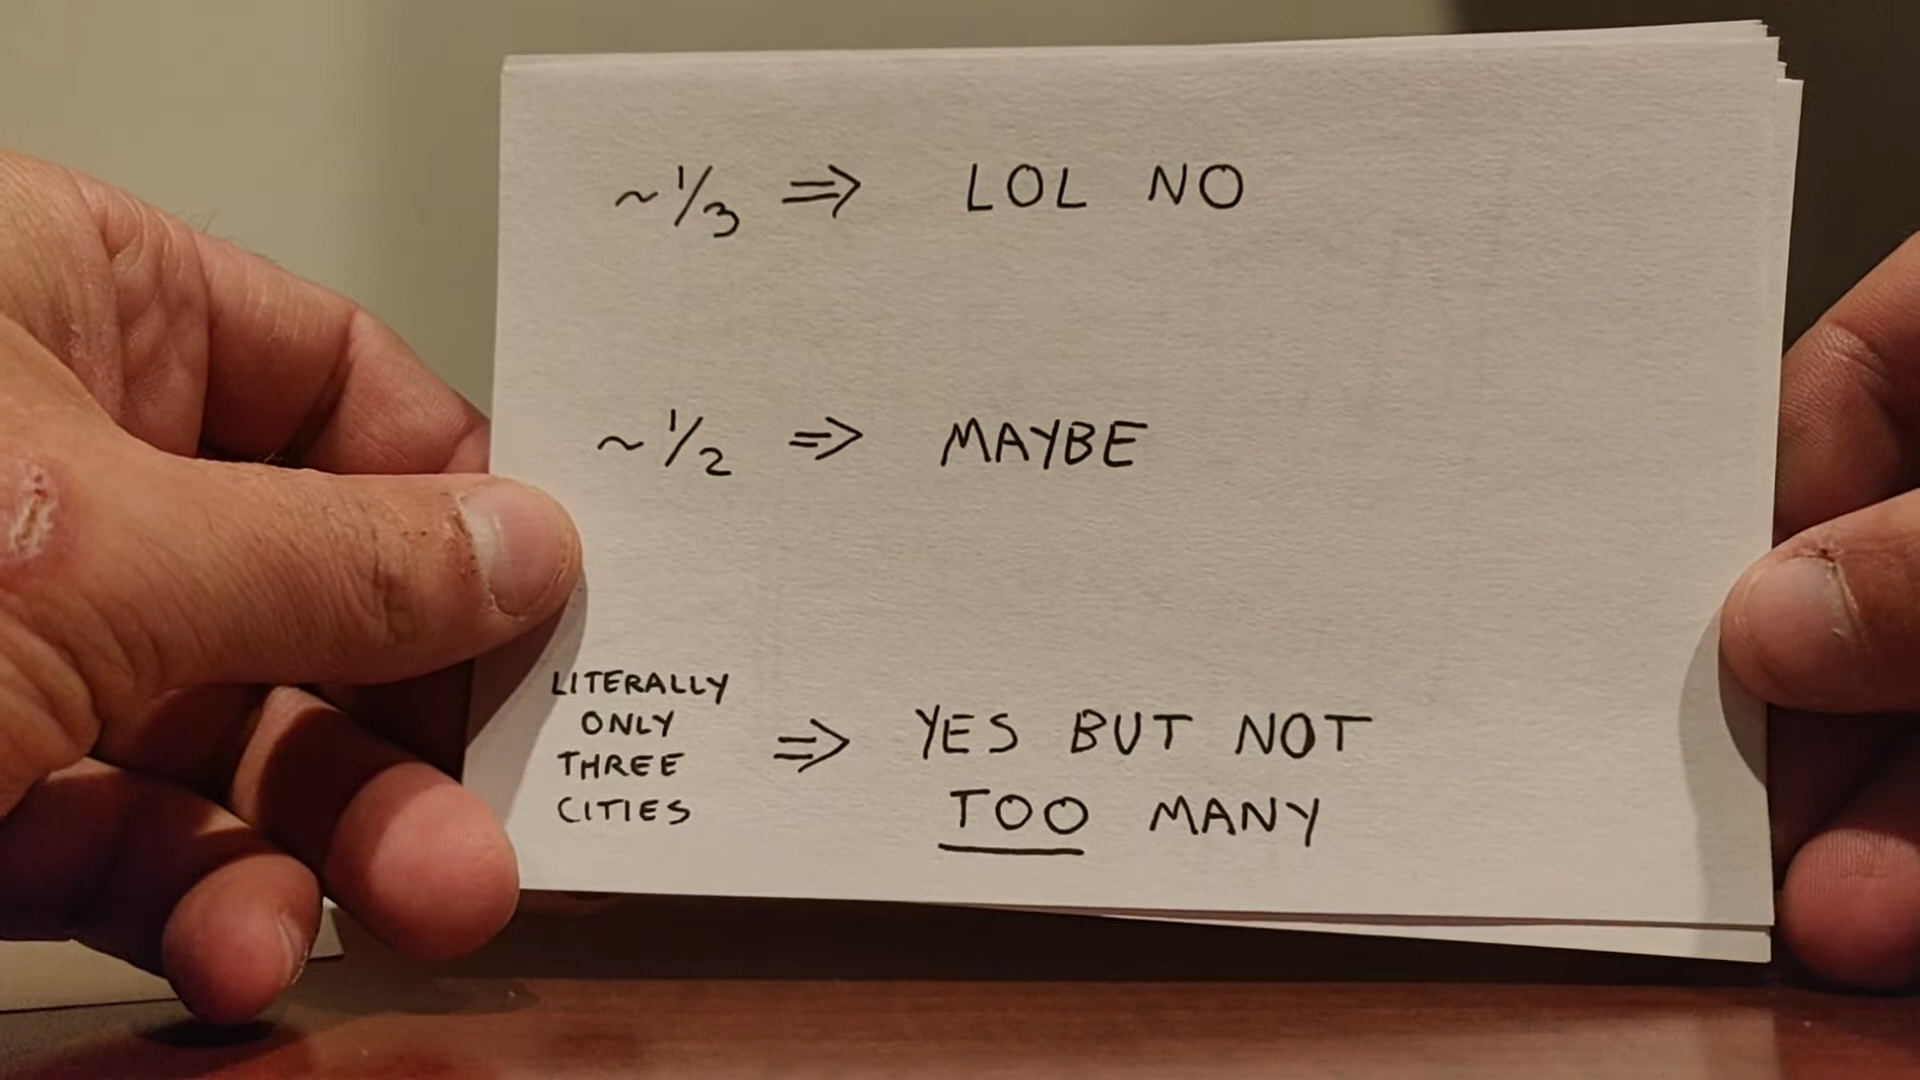 ~1/3 ⇒ LOL NO
~1/2 ⇒ MAYBE
LITERALLY
ONLY
THREE
CITIES
⇒ YES BUT NOT
TOO MANY